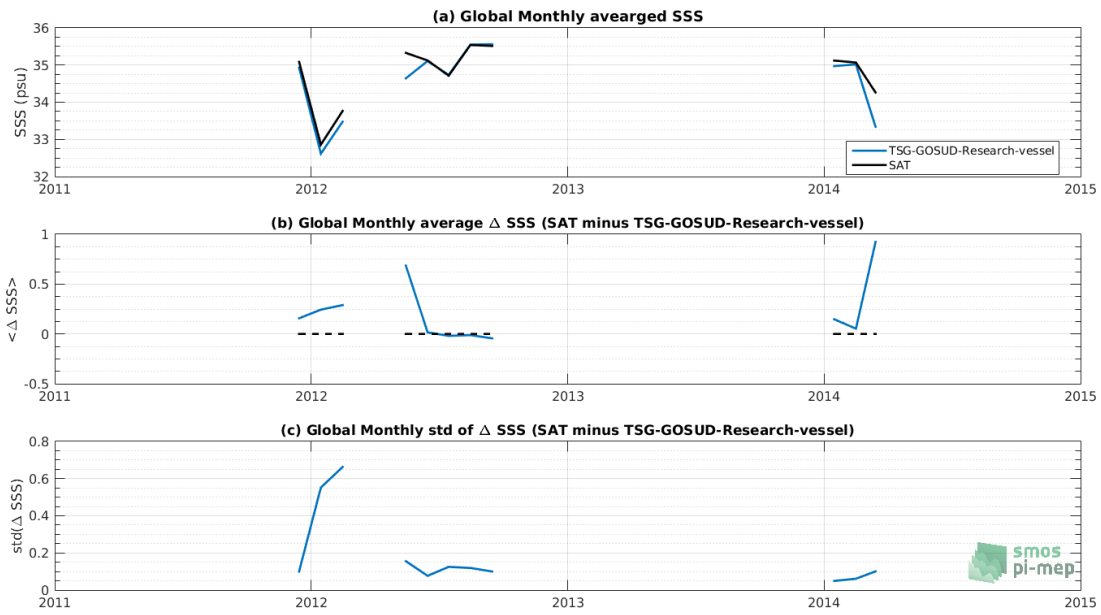 (a) Global Monthly avearged SSS
SSS (psu)
36
35
34
33
32
TSG-GOSUD-Research-vessel
SAT
2011 2012 2013 2014 2015
(b) Global Monthly average Δ SSS (SAT minus TSG-GOSUD-Research-vessel)
<Δ SSS>
1
0.5
0
-0.5
2011 2012 2013 2014 2015
(c) Global Monthly std of Δ SSS (SAT minus TSG-GOSUD-Research-vessel)
std(Δ SSS)
0.8
0.6
0.4
0.2
0
smos
pi-mep
2011 2012 2013 2014 2015